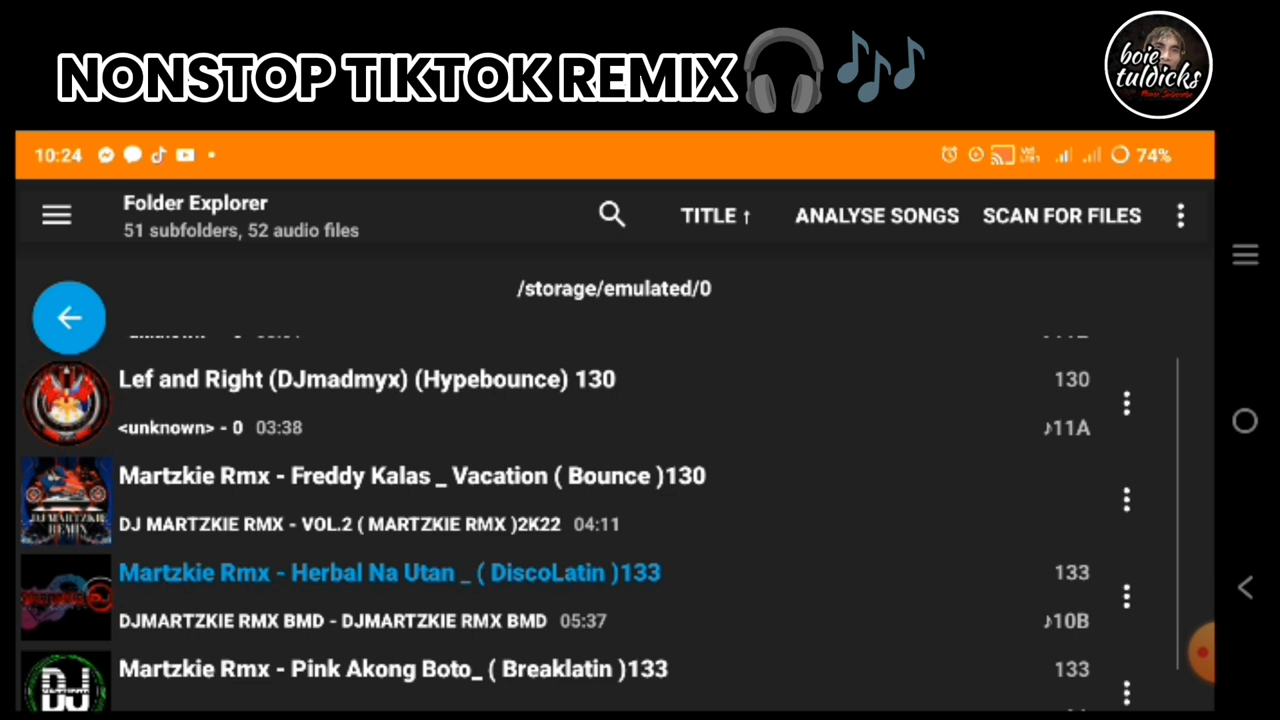 NONSTOP TIKTOK REMIX
boie
tuldicks
10:24
74%
Folder Explorer
51 subfolders, 52 audio files
TITLE ↑
ANALYSE SONGS
SCAN FOR FILES
/storage/emulated/0
Lef and Right (DJmadmyx) (Hypebounce) 130
130
<unknown> - 0 03:38
♪11A
Martzkie Rmx - Freddy Kalas _ Vacation ( Bounce )130
DJ MARTZKIE RMX - VOL.2 ( MARTZKIE RMX )2K22 04:11
DJ MARTZKIE
REMIX
Martzkie Rmx - Herbal Na Utan _ ( DiscoLatin )133
133
DJMARTZKIE RMX BMD - DJMARTZKIE RMX BMD 05:37
♪10B
Martzkie Rmx - Pink Akong Boto_ ( Breaklatin )133
133
DJ